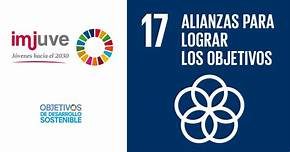 imjuve
Jóvenes hacia el 2030
OBJETIVOS
DE DESARROLLO
SOSTENIBLE
17 ALIANZAS PARA
LOGRAR
LOS OBJETIVOS